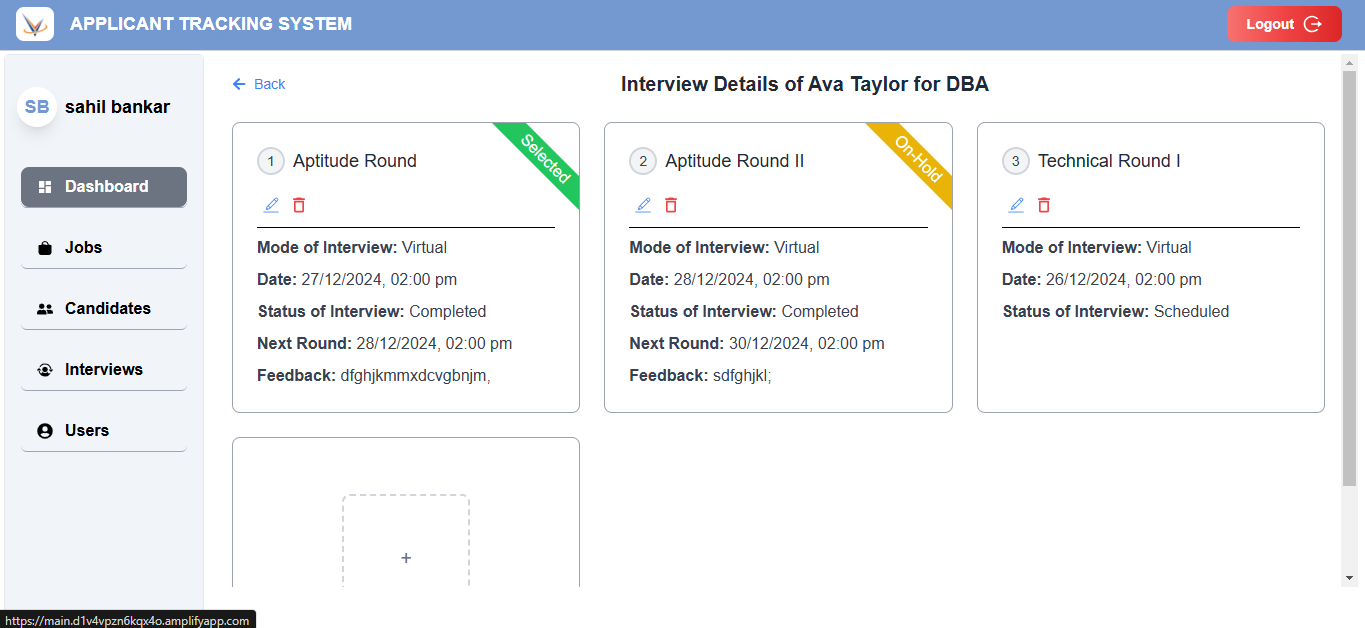 APPLICANT TRACKING SYSTEM
Logout
SB
sahil bankar
Dashboard
Jobs
Candidates
Interviews
Users
Back
Interview Details of Ava Taylor for DBA
1 Aptitude Round
Selected
Mode of Interview: Virtual
Date: 27/12/2024, 02:00 pm
Status of Interview: Completed
Next Round: 28/12/2024, 02:00 pm
Feedback: dfghjkmmxdcvgbnjm,
2 Aptitude Round II
On-Hold
Mode of Interview: Virtual
Date: 28/12/2024, 02:00 pm
Status of Interview: Completed
Next Round: 30/12/2024, 02:00 pm
Feedback: sdfghjkl;
3 Technical Round I
Mode of Interview: Virtual
Date: 26/12/2024, 02:00 pm
Status of Interview: Scheduled
+
https://main.d1v4vpzn6kqx4o.amplifyapp.com